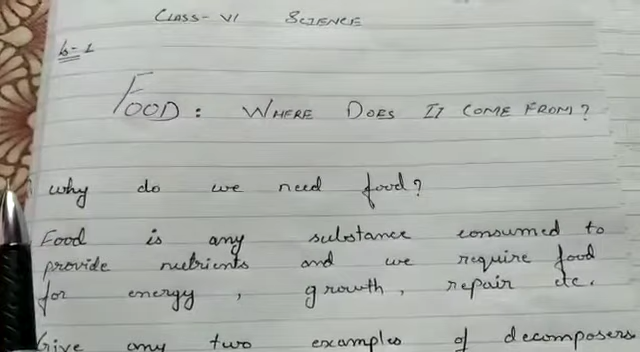 CLASS- VI SCIENCE
L-1
FOOD: WHERE DOES IT COME FROM?
why do we need food?
Food is any substance consumed to
provide nutrients and we require food
for energy, growth, repair etc.
Give any two examples of decomposers